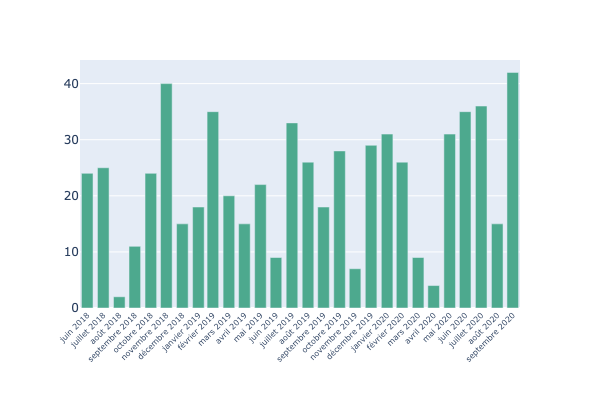 40
30
20
10
0
juin 2018
juillet 2018
août 2018
septembre 2018
octobre 2018
novembre 2018
décembre 2018
janvier 2019
février 2019
mars 2019
avril 2019
mai 2019
juin 2019
juillet 2019
août 2019
septembre 2019
octobre 2019
novembre 2019
décembre 2019
janvier 2020
février 2020
mars 2020
avril 2020
mai 2020
juin 2020
juillet 2020
août 2020
septembre 2020